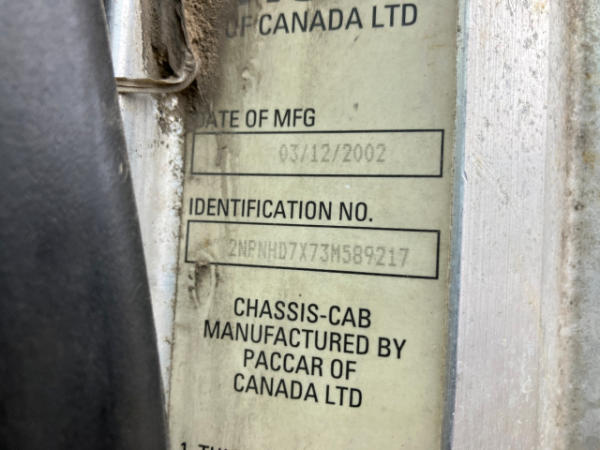 OF CANADA LTD
DATE OF MFG
03/12/2002
IDENTIFICATION NO.
2NPNHD7X73M589217
CHASSIS-CAB
MANUFACTURED BY
PACCAR OF
CANADA LTD